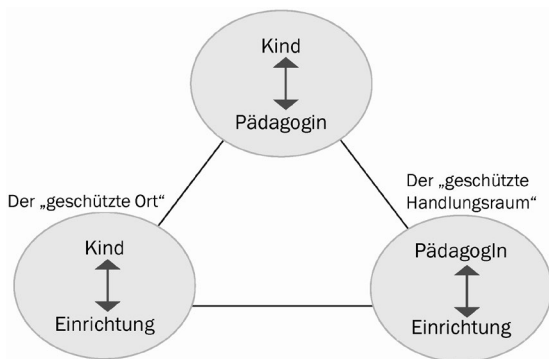 Kind
Pädagogin
Der „geschützte Ort“
Kind
Einrichtung
Der „geschützte
Handlungsraum“
PädagogIn
Einrichtung